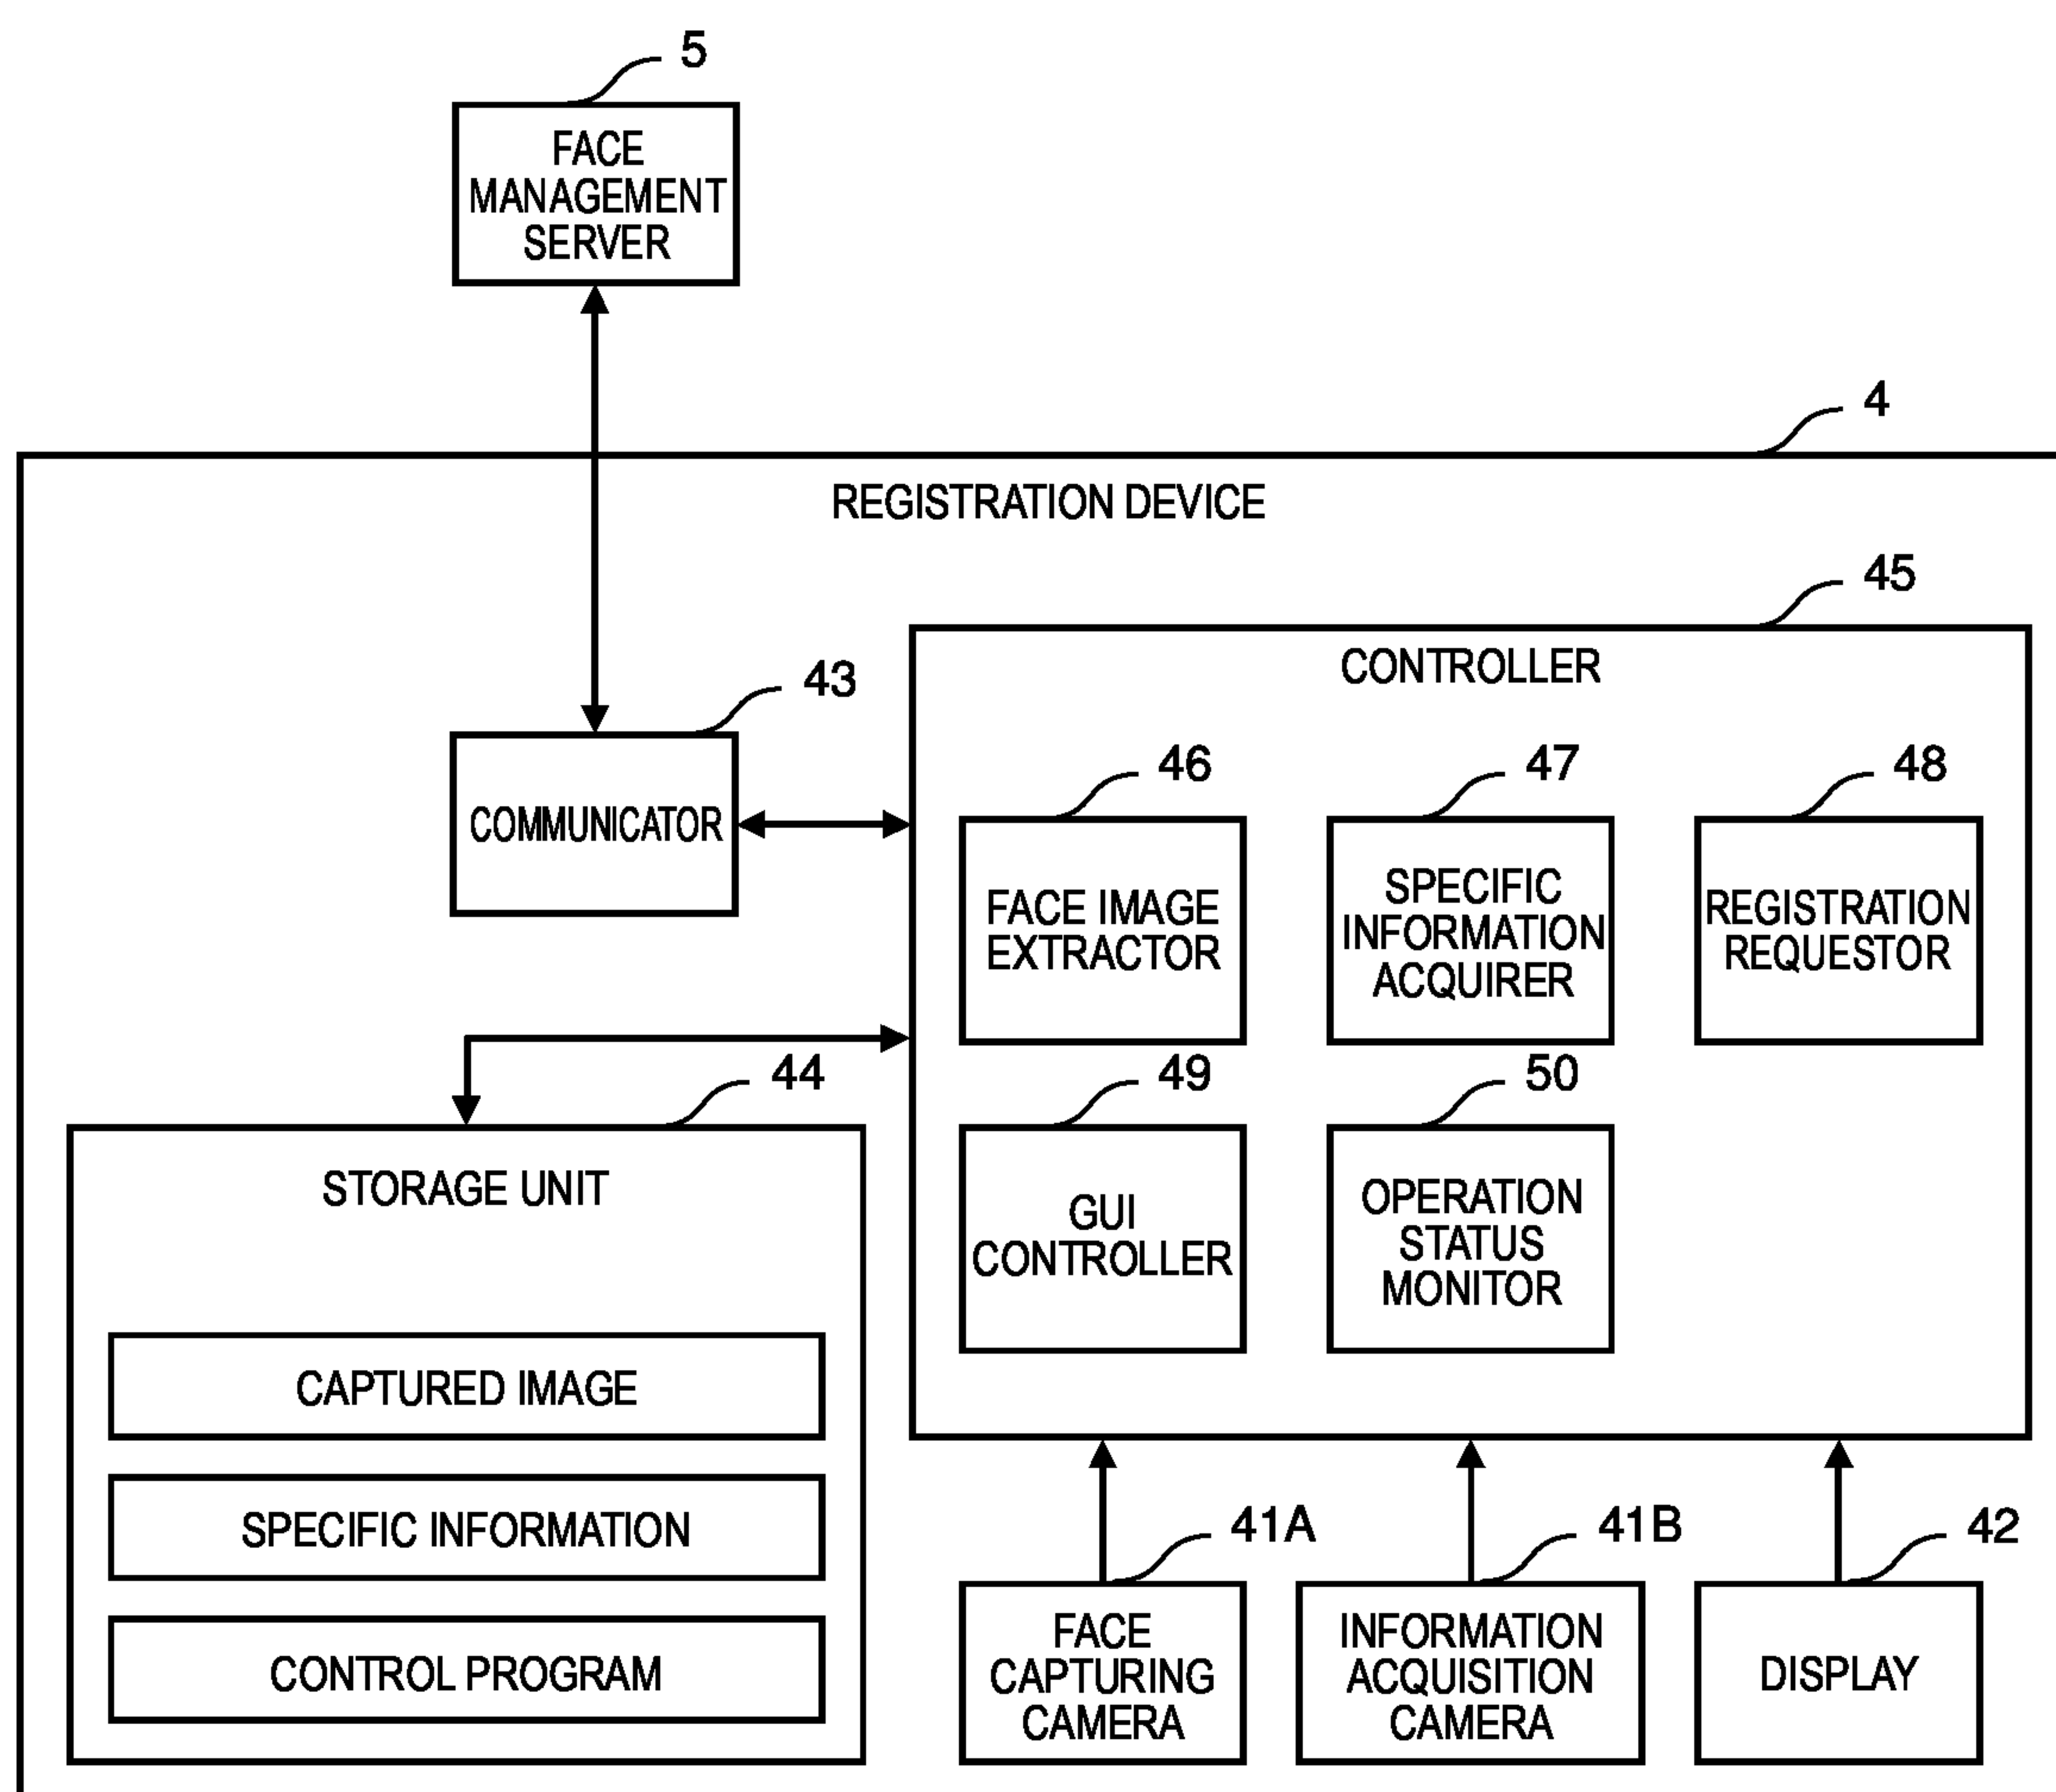 5
FACE
MANAGEMENT
SERVER
4
REGISTRATION DEVICE
45
CONTROLLER
43
COMMUNICATOR
46
FACE IMAGE
EXTRACTOR
47
SPECIFIC
INFORMATION
ACQUIRER
48
REGISTRATION
REQUESTOR
49
GUI
CONTROLLER
50
OPERATION
STATUS
MONITOR
44
STORAGE UNIT
CAPTURED IMAGE
SPECIFIC INFORMATION
CONTROL PROGRAM
41A
FACE
CAPTURING
CAMERA
41B
INFORMATION
ACQUISITION
CAMERA
42
DISPLAY